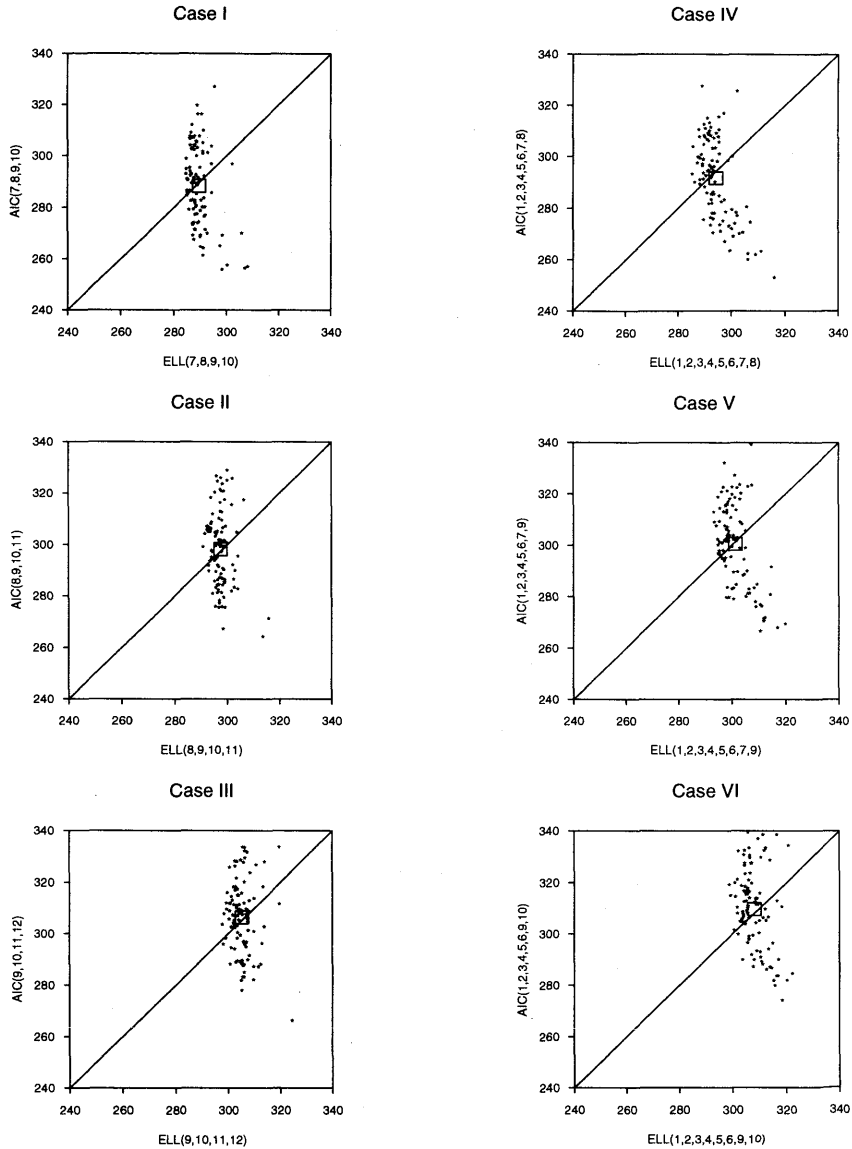 Case I
340
320
300
280
260
240
AIC(7,8,9,10)
240 260 280 300 320 340
ELL(7,8,9,10)
Case IV
340
320
300
280
260
240
AIC(1,2,3,4,5,6,7,8)
240 260 280 300 320 340
ELL(1,2,3,4,5,6,7,8)
Case II
340
320
300
280
260
240
AIC(8,9,10,11)
240 260 280 300 320 340
ELL(8,9,10,11)
Case V
340
320
300
280
260
240
AIC(1,2,3,4,5,6,7,9)
240 260 280 300 320 340
ELL(1,2,3,4,5,6,7,9)
Case III
340
320
300
280
260
240
AIC(9,10,11,12)
240 260 280 300 320 340
ELL(9,10,11,12)
Case VI
340
320
300
280
260
240
AIC(1,2,3,4,5,6,9,10)
240 260 280 300 320 340
ELL(1,2,3,4,5,6,9,10)